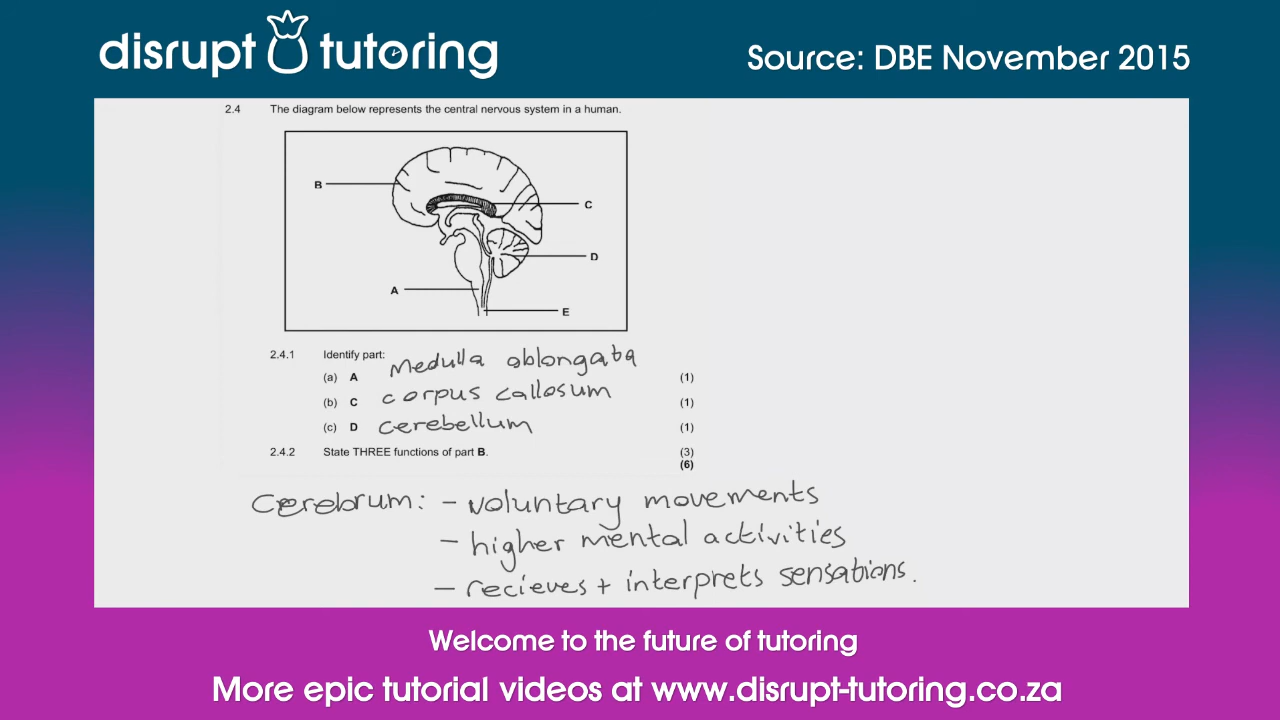 disrupt tutoring
Source: DBE November 2015
2.4 The diagram below represents the central nervous system in a human.
B
C
D
A
E
2.4.1 Identify part:
(a) A Medulla oblongata (1)
(b) C corpus callosum (1)
(c) D cerebellum (1)
2.4.2 State THREE functions of part B. (3)
(6)
Cerebrum: - voluntary movements
- higher mental activities
- recieves + interprets sensations.
Welcome to the future of tutoring
More epic tutorial videos at www.disrupt-tutoring.co.za